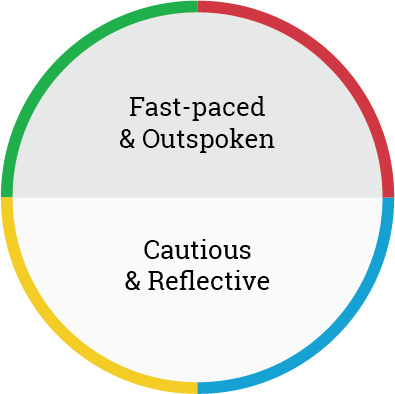 Fast-paced
& Outspoken
Cautious
& Reflective